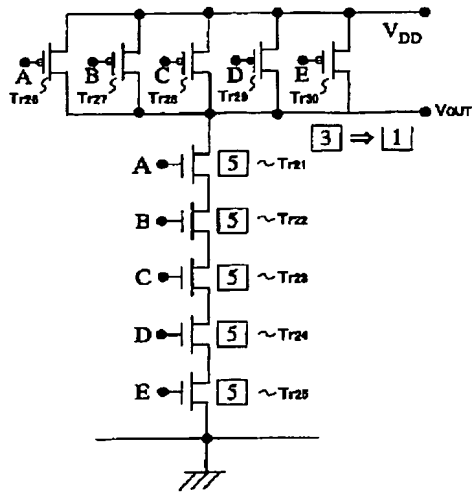 VDD
A B C D E
Tr26 Tr27 Tr28 Tr29 Tr30
VOUT
3 ⇒ 1
A 5 ~Tr21
B 5 ~Tr22
C 5 ~Tr23
D 5 ~Tr24
E 5 ~Tr25